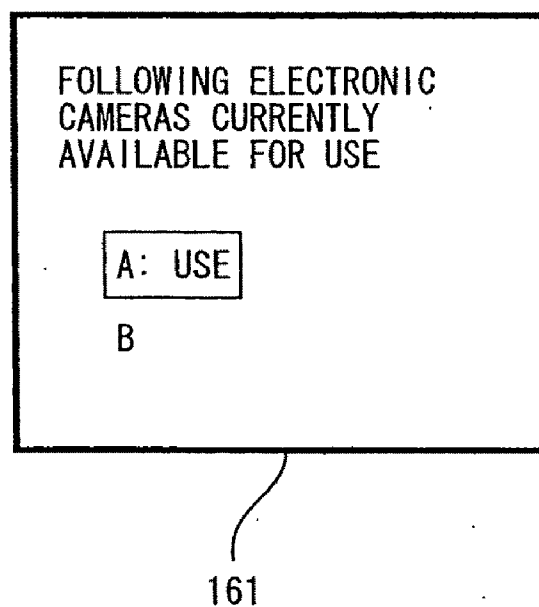 FOLLOWING ELECTRONIC
CAMERAS CURRENTLY
AVAILABLE FOR USE
A: USE
B
161